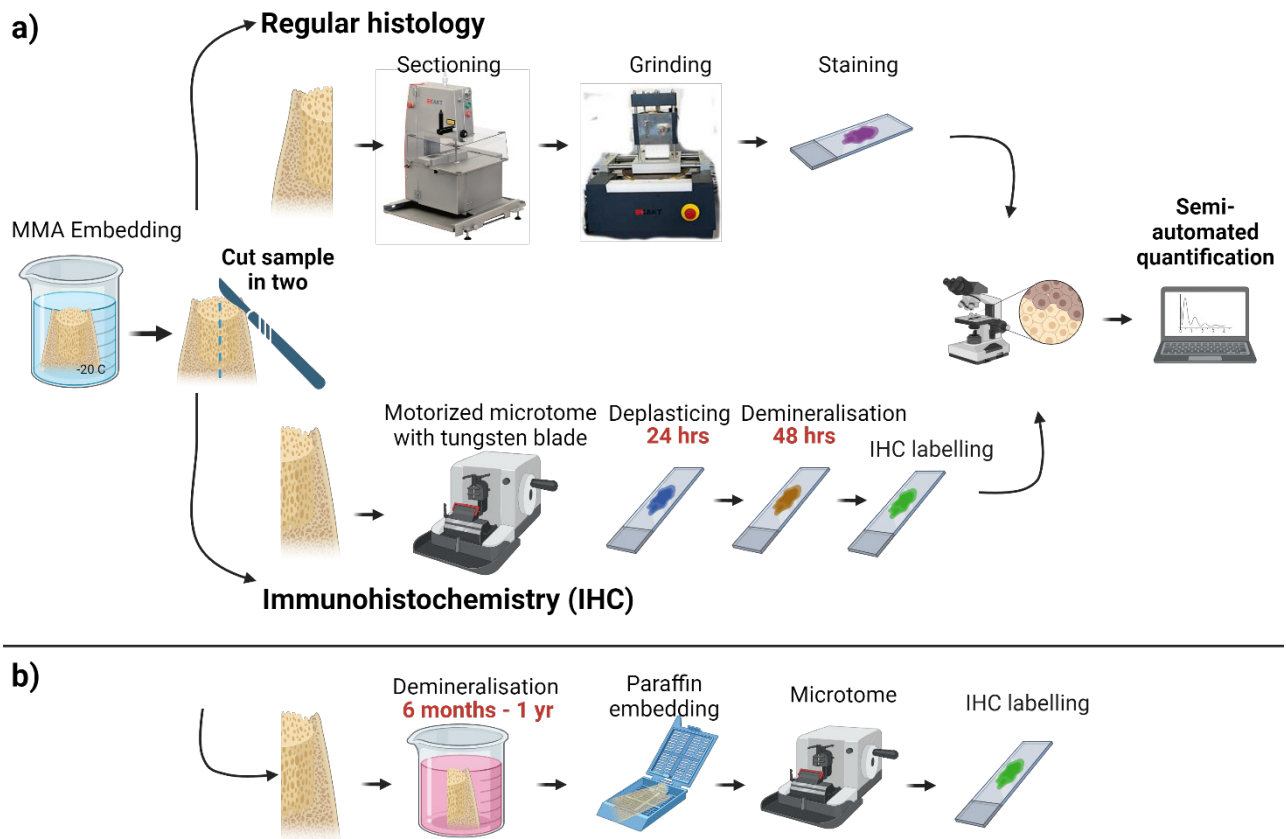 a)
Regular histology
Sectioning
Grinding
Staining
MMA Embedding
-20 C
Cut sample
in two
Semi-
automated
quantification
Motorized microtome
with tungsten blade
Deplasticing
24 hrs
Demineralisation
48 hrs
IHC labelling
Immunohistochemistry (IHC)
b)
Demineralisation
6 months - 1 yr
Paraffin
embedding
Microtome
IHC labelling